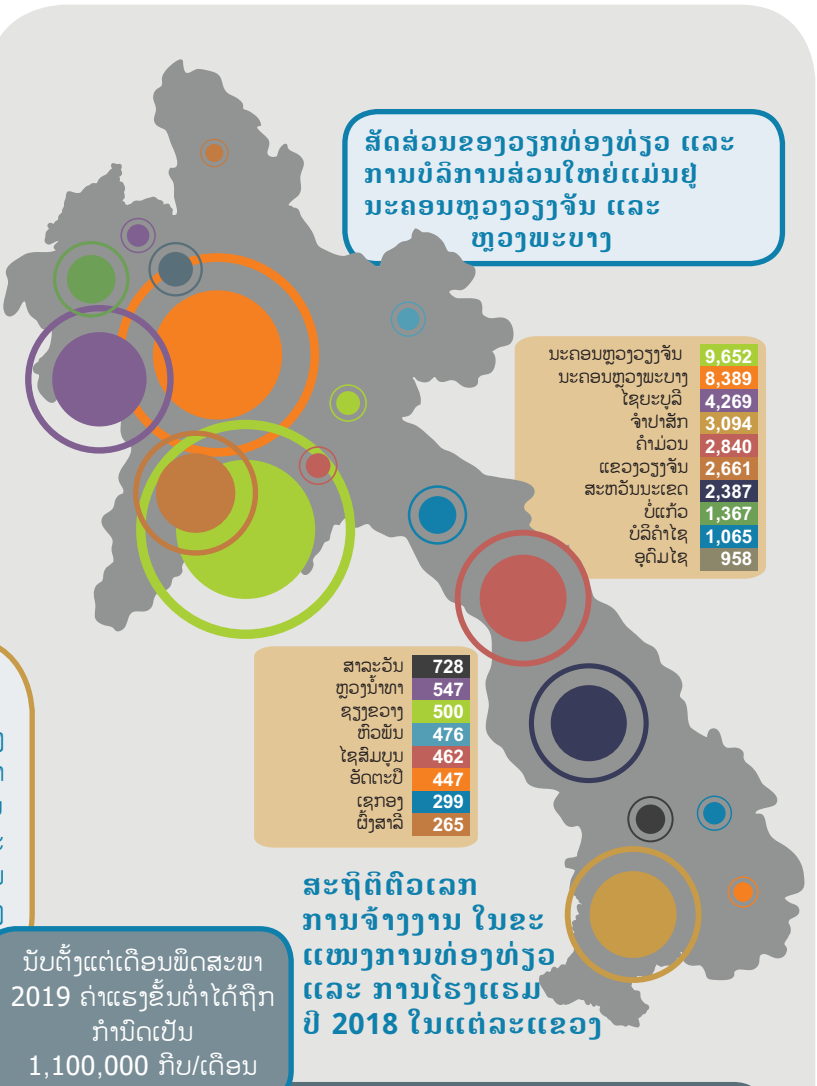 ສັດສ່ວນຂອງວຽກທ່ອງທ່ຽວ ແລະ
ການບໍລິການສ່ວນໃຫຍ່ແມ່ນຢູ່
ນະຄອນຫຼວງວຽງຈັນ ແລະ
ຫຼວງພະບາງ
ນະຄອນຫຼວງວຽງຈັນ 9,652
ນະຄອນຫຼວງພະບາງ 8,389
ໄຊຍະບູລີ 4,269
ຈຳປາສັກ 3,094
ຄຳມ່ວນ 2,840
ແຂວງວຽງຈັນ 2,661
ສະຫວັນນະເຂດ 2,387
ບໍ່ແກ້ວ 1,367
ບໍລິຄຳໄຊ 1,065
ອຸດົມໄຊ 958
ສາລະວັນ 728
ຫຼວງນ້ຳທາ 547
ຊຽງຂວາງ 500
ຫົວພັນ 476
ໄຊສົມບູນ 462
ອັດຕະປື 447
ເຊກອງ 299
ຜົ້ງສາລີ 265
ສະຖິຕິຕົວເລກ
ການຈ້າງງານ ໃນຂະ
ແໜງການທ່ອງທ່ຽວ
ແລະ ການໂຮງແຮມ
ປີ 2018 ໃນແຕ່ລະແຂວງ
ນັບຕັ້ງແຕ່ເດືອນພຶດສະພາ
2019 ຄ່າແຮງຂັ້ນຕ່ຳໄດ້ຖືກ
ກຳນົດເປັນ
1,100,000 ກີບ/ເດືອນ